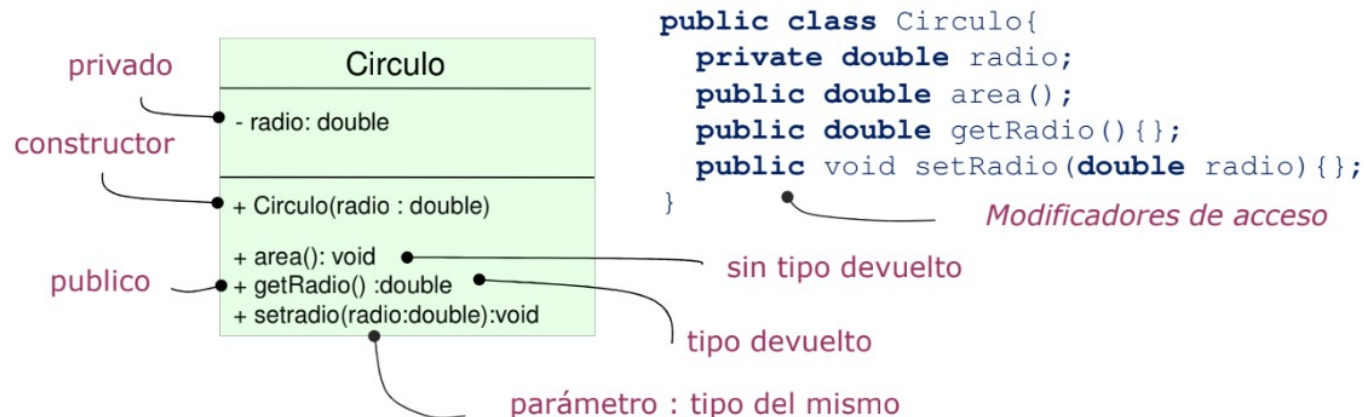 privado
constructor
publico
Circulo
- radio: double
+ Circulo(radio : double)
+ area(): void
+ getRadio() :double
+ setradio(radio:double):void
public class Circulo{
private double radio;
public double area();
public double getRadio(){};
public void setRadio(double radio){};
}
Modificadores de acceso
sin tipo devuelto
tipo devuelto
parámetro : tipo del mismo